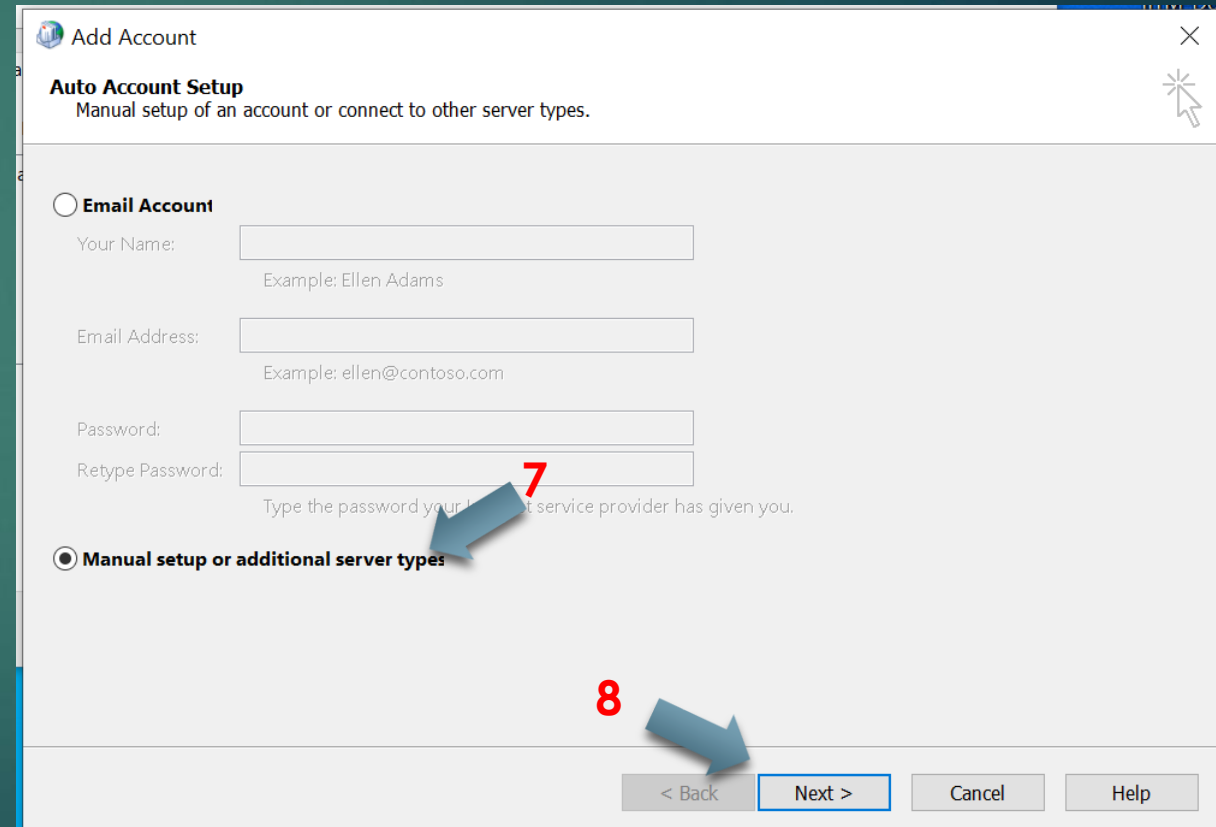 Add Account
Auto Account Setup
Manual setup of an account or connect to other server types.
Email Account
Your Name:
Example: Ellen Adams
Email Address:
Example: ellen@contoso.com
Password:
Retype Password:
7
Type the password your service provider has given you.
Manual setup or additional server types
8
< Back
Next >
Cancel
Help